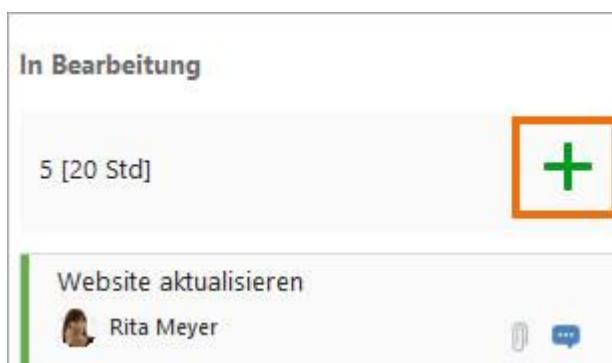 In Bearbeitung
5 [20 Std]
Website aktualisieren
Rita Meyer